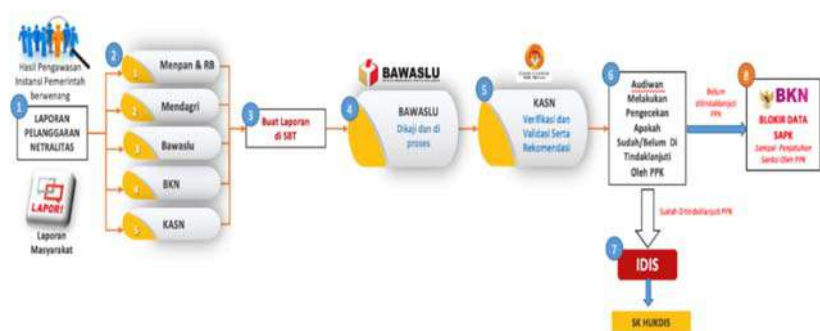 Hasil Pengawasan
Instansi Pemerintah
berwenang
1
LAPORAN
PELANGGARAN
NETRALITAS
LAPOR!
Laporan
Masyarakat
2
1 Menpan & RB
2 Mendagri
3 Bawaslu
4 BKN
5 KASN
3
Buat Laporan
di SBT
BAWASLU
4
BAWASLU
Dikaji dan di
proses
5
KASN
Verifikasi dan
Validasi Serta
Rekomendasi
6
Audiwan
Melakukan
Pengecekan
Apakah
Sudah/Belum Di
Tindaklanjuti
Oleh PPK
Belum
ditindaklanjuti
PPK
8
BKN
BLOKIR DATA
SAPK
Sampai Penjatuhan
Sanksi Oleh PPK
Sudah Ditindaklanjuti PPK
7
IDIS
SK HUKDIS